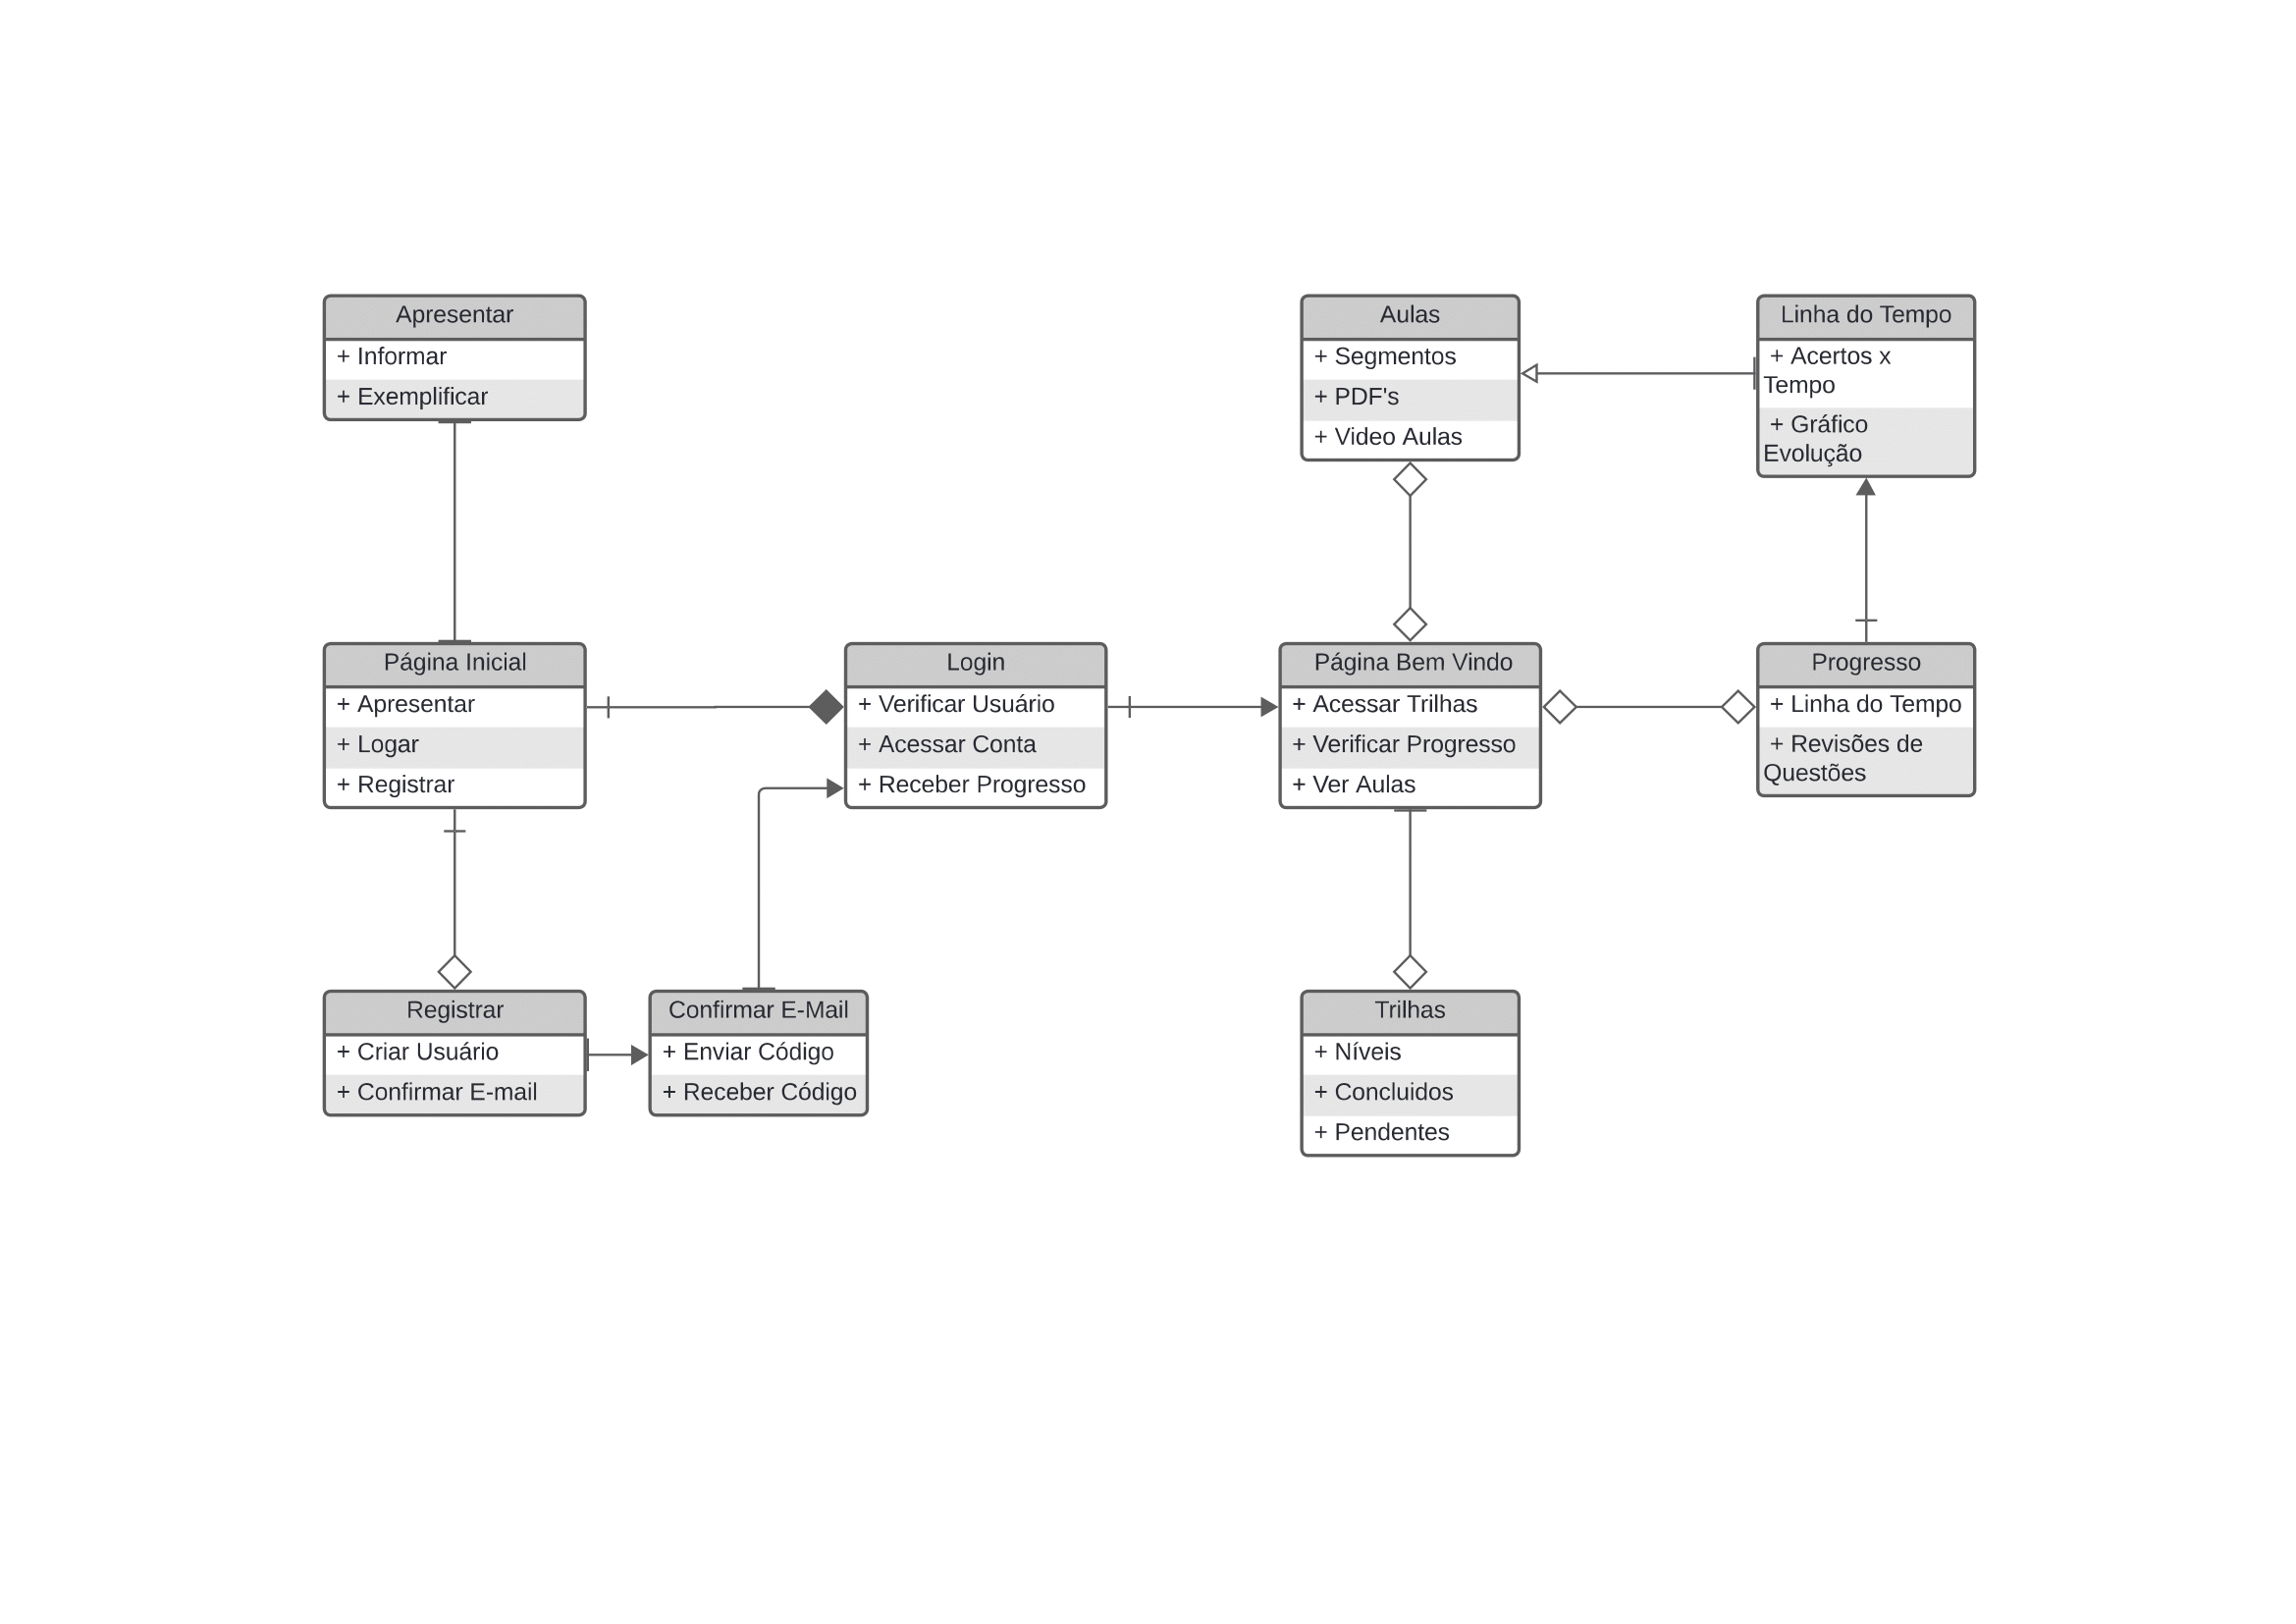 Apresentar
+ Informar
+ Exemplificar
Aulas
+ Segmentos
+ PDF's
+ Video Aulas
Linha do Tempo
+ Acertos x
Tempo
+ Gráfico
Evolução
Página Inicial
+ Apresentar
+ Logar
+ Registrar
Login
+ Verificar Usuário
+ Acessar Conta
+ Receber Progresso
Página Bem Vindo
+ Acessar Trilhas
+ Verificar Progresso
+ Ver Aulas
Progresso
+ Linha do Tempo
+ Revisões de
Questões
Registrar
+ Criar Usuário
+ Confirmar E-mail
Confirmar E-Mail
+ Enviar Código
+ Receber Código
Trilhas
+ Níveis
+ Concluidos
+ Pendentes